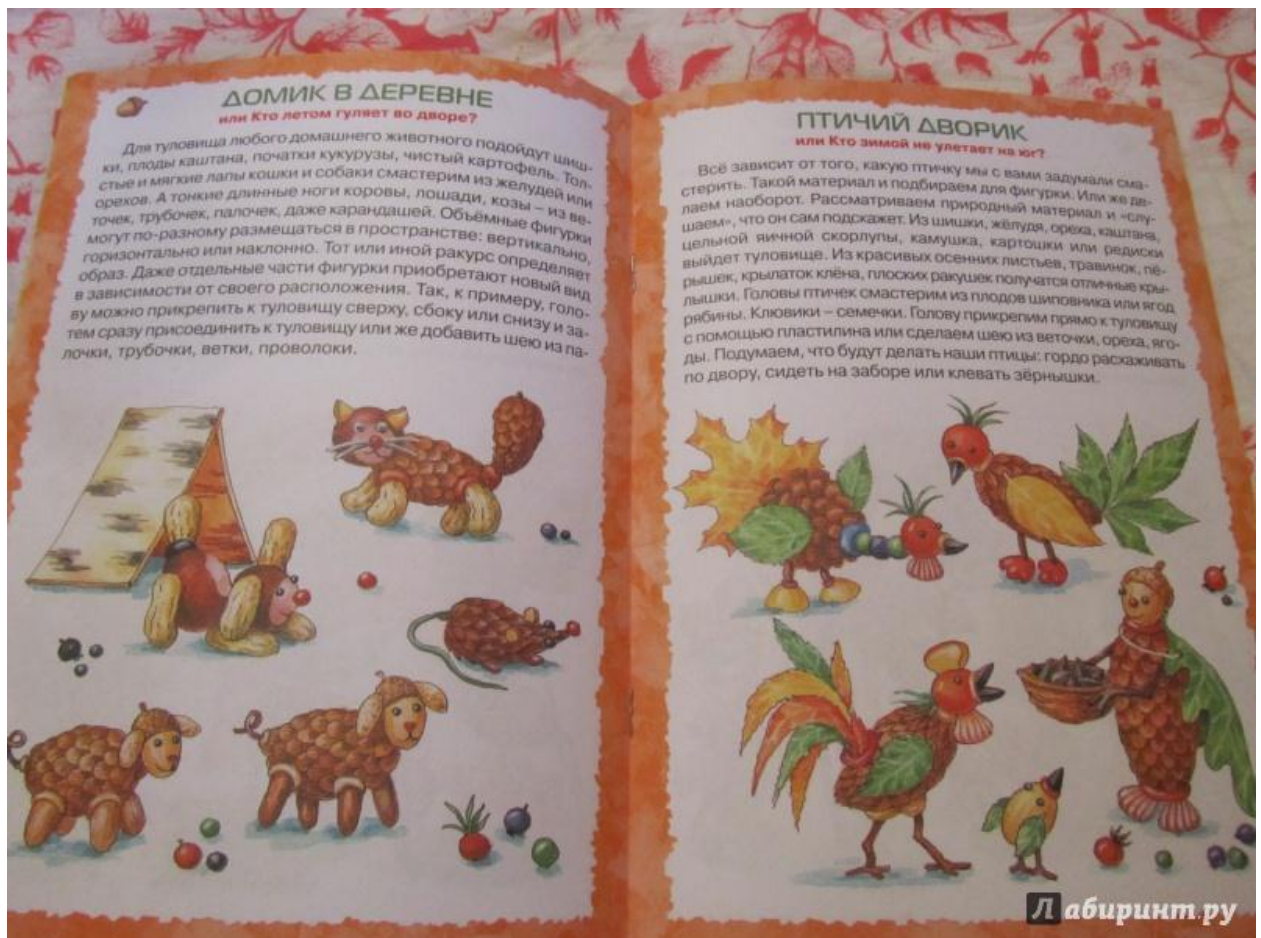 ДОМИК В ДЕРЕВНЕ
или Кто летом гуляет во дворе?
Для туловища любого домашнего животного подойдут шиш-
ки, плоды каштана, початки кукурузы, чистый картофель. Тол-
стые и мягкие лапы кошки и собаки смастерим из желудей или
орехов. А тонкие длинные ноги коровы, лошади, козы – из ве-
точек, трубочек, палочек, даже карандашей. Объёмные фигурки
могут по-разному размещаться в пространстве: вертикально,
горизонтально или наклонно. Тот или иной ракурс определяет
образ. Даже отдельные части фигурки приобретают новый вид
в зависимости от своего расположения. Так, к примеру, голо-
ву можно прикрепить к туловищу сверху, сбоку или снизу и за-
тем сразу присоединить к туловищу или же добавить шею из па-
лочки, трубочки, ветки, проволоки.
ПТИЧИЙ ДВОРИК
или Кто зимой не улетает на юг?
Всё зависит от того, какую птичку мы с вами задумали сма-
стерить. Такой материал и подбираем для фигурки. Или же де-
лаем наоборот. Рассматриваем природный материал и «слу-
шаем», что он сам подскажет. Из шишки, жёлудя, ореха, каштана,
цельной яичной скорлупы, камушка, картошки или редиски
выйдет туловище. Из красивых осенних листьев, травинок, пё-
рышек, крылаток клёна, плоских ракушек получатся отличные кры-
лышки. Головы птичек смастерим из плодов шиповника или ягод
рябины. Клювики – семечки. Голову прикрепим прямо к туловищу
с помощью пластилина или сделаем шею из веточки, ореха, яго-
ды. Подумаем, что будут делать наши птицы: гордо расхаживать
по двору, сидеть на заборе или клевать зёрнышки.
Лабиринт.ру